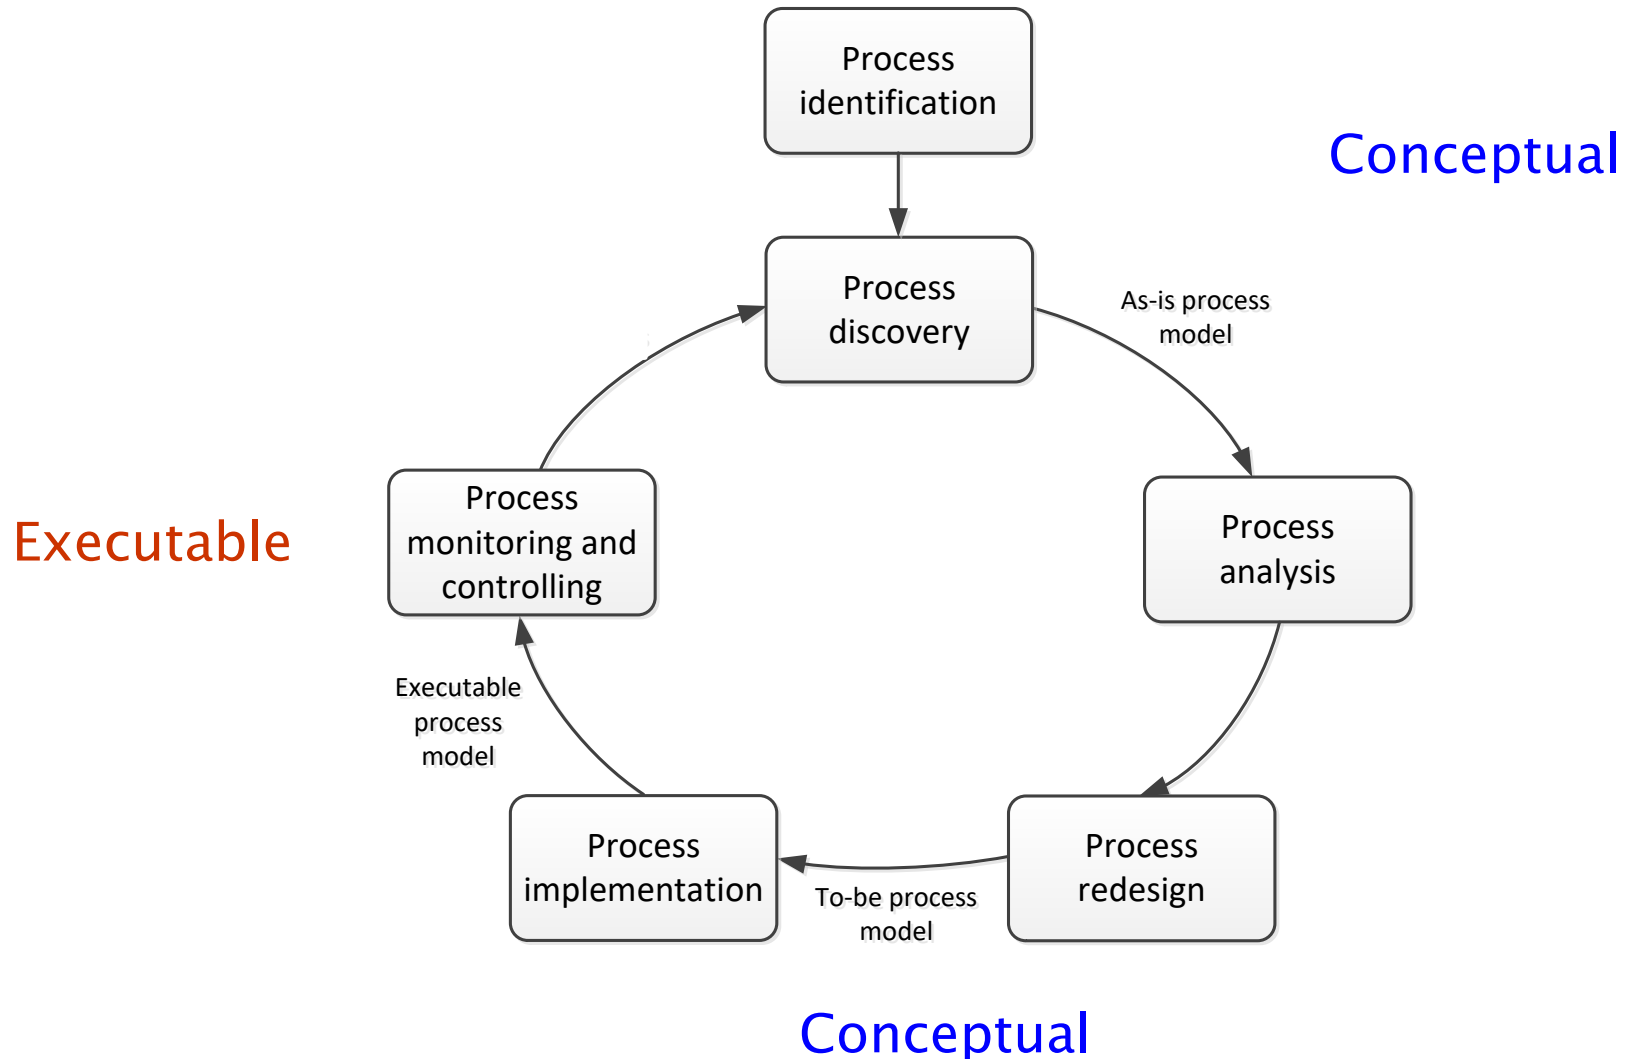 Process
identification
Conceptual
Process
discovery
As-is process
model
Process
monitoring and
controlling
Executable
Process
analysis
Executable
process
model
Process
implementation
To-be process
model
Process
redesign
Conceptual